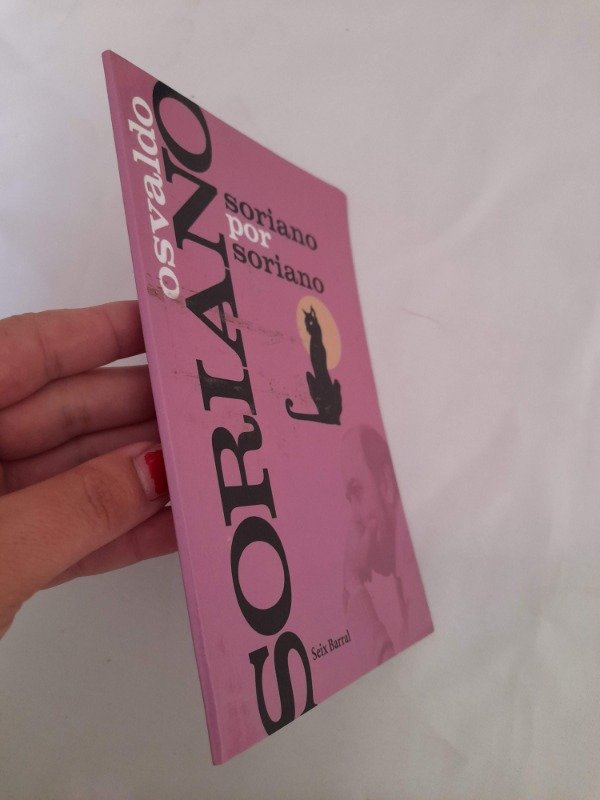 osvaldo
SORIANO
soriano
por
soriano
Seix Barral